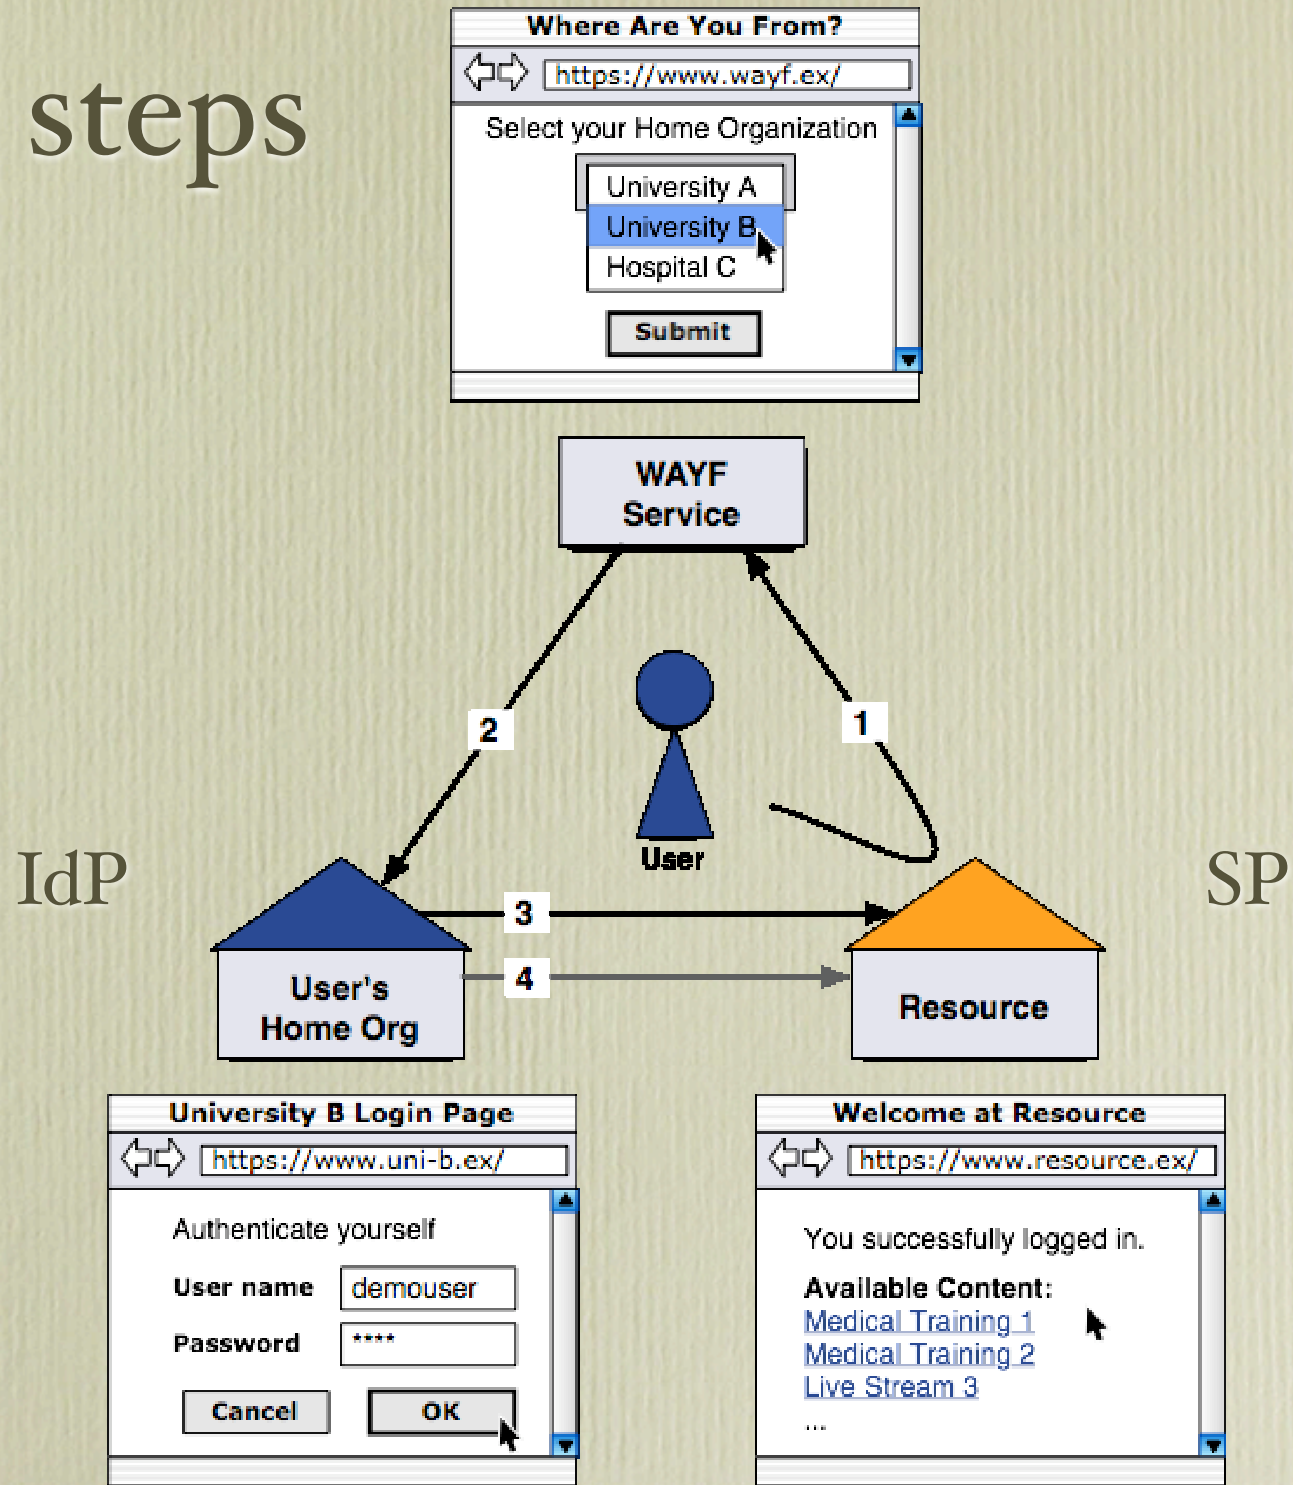 steps
Where Are You From?
https://www.wayf.ex/
Select your Home Organization
University A
University B
Hospital C
Submit
WAYF
Service
2
1
User
IdP
SP
3
4
User's
Home Org
Resource
University B Login Page
https://www.uni-b.ex/
Authenticate yourself
User name demouser
Password ****
Cancel OK
Welcome at Resource
https://www.resource.ex/
You successfully logged in.
Available Content:
Medical Training 1
Medical Training 2
Live Stream 3
...